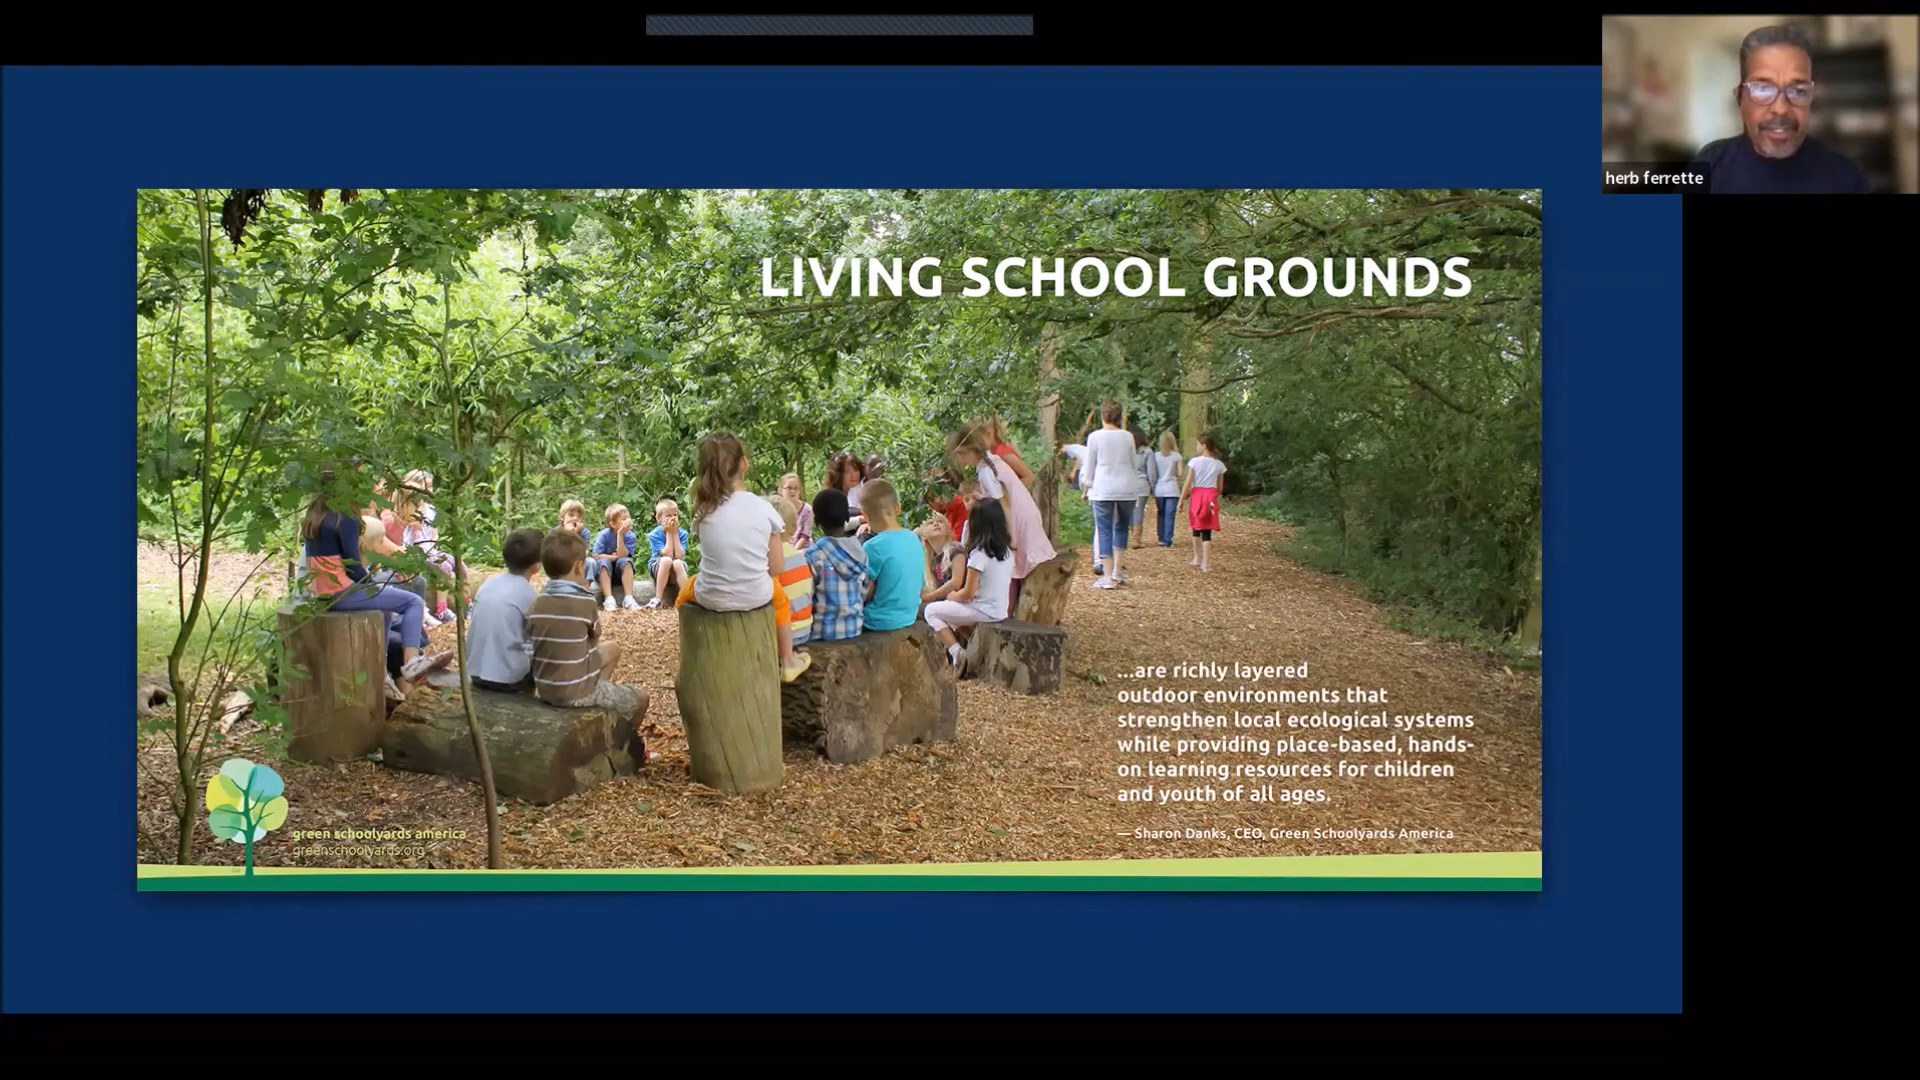 herb ferrette
LIVING SCHOOL GROUNDS
...are richly layered
outdoor environments that
strengthen local ecological systems
while providing place-based, hands-
on learning resources for children
and youth of all ages.
— Sharon Danks, CEO, Green Schoolyards America
green schoolyards america
greenschoolyards.org